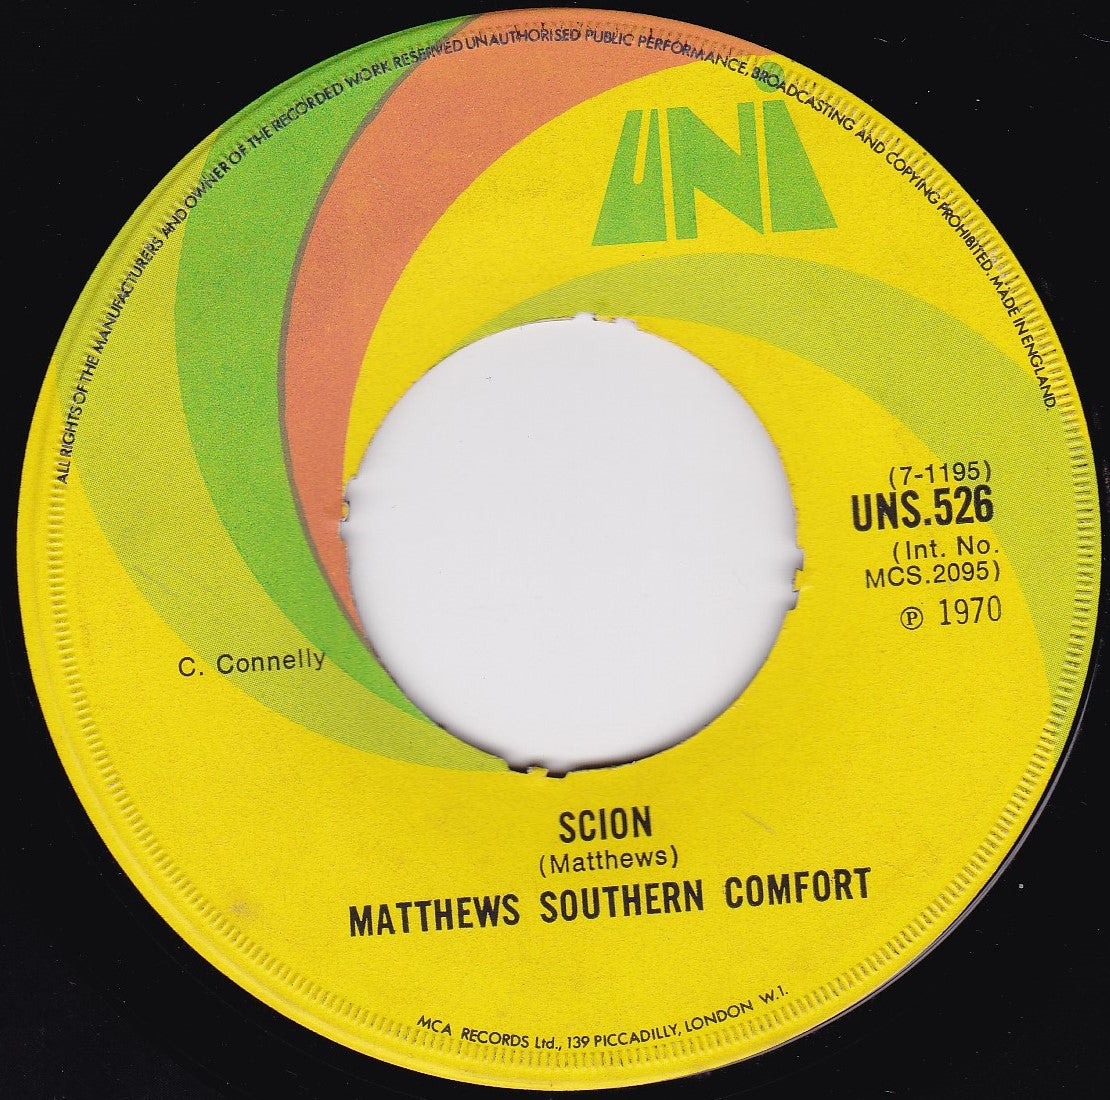 ALL RIGHTS OF THE MANUFACTURERS AND OWNER OF THE RECORDED WORK RESERVED UNAUTHORISED PUBLIC PERFORMANCE, BROADCASTING AND COPYING PROHIBITED. MADE IN ENGLAND.
UNI
(7-1195)
UNS.526
(Int. No.
MCS.2095)
℗ 1970
C. Connelly
SCION
(Matthews)
MATTHEWS SOUTHERN COMFORT
MCA RECORDS Ltd., 139 PICCADILLY, LONDON W.1.